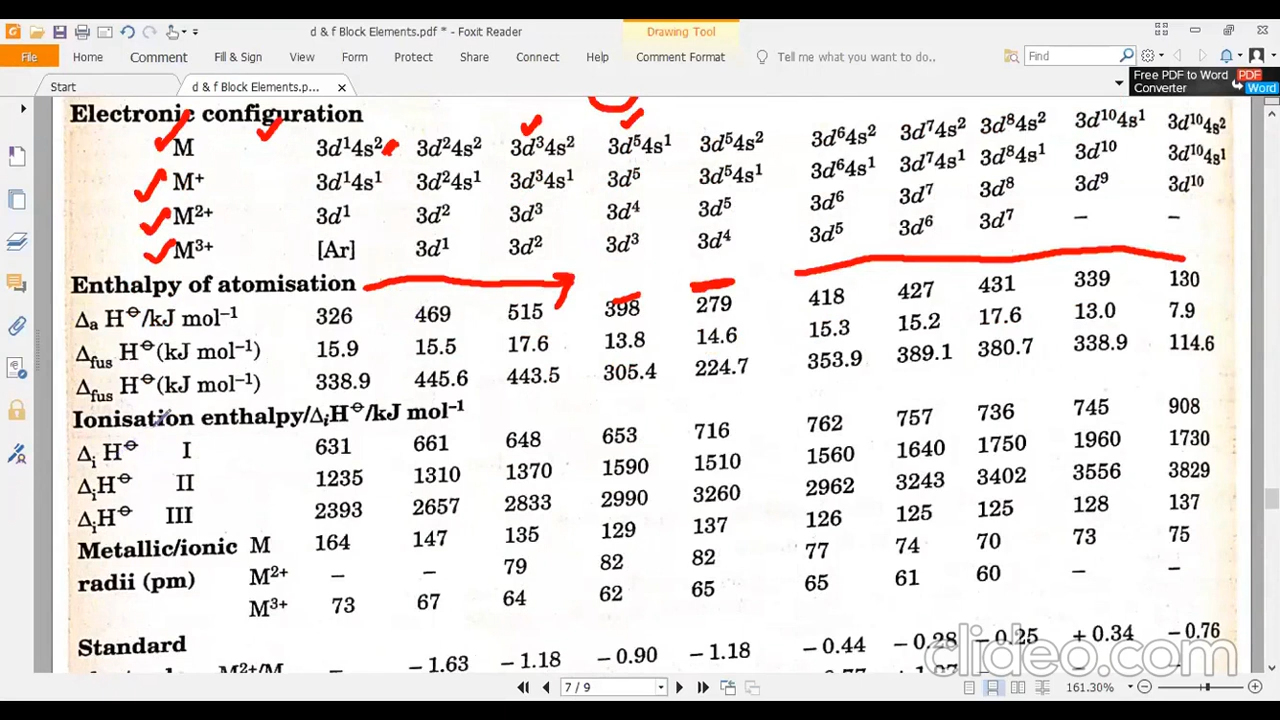 d & f Block Elements.pdf * - Foxit Reader
Drawing Tool
File Home Comment Fill & Sign View Form Protect Share Connect Help Comment Format Tell me what you want to do.. Find
Start d & f Block Elements.p...
Free PDF to Word
Converter
PDF
Word
Electronic configuration
M 3d¹4s² 3d²4s² 3d³4s² 3d⁵4s¹ 3d⁵4s² 3d⁶4s² 3d⁷4s² 3d⁸4s² 3d¹⁰4s¹ 3d¹⁰4s²
M⁺ 3d¹4s¹ 3d²4s¹ 3d³4s¹ 3d⁵ 3d⁵4s¹ 3d⁶4s¹ 3d⁷4s¹ 3d⁸4s¹ 3d¹⁰ 3d¹⁰4s¹
M²⁺ 3d¹ 3d² 3d³ 3d⁴ 3d⁵ 3d⁶ 3d⁷ 3d⁸ 3d⁹ 3d¹⁰
M³⁺ [Ar] 3d¹ 3d² 3d³ 3d⁴ 3d⁵ 3d⁶ 3d⁷ – –
Enthalpy of atomisation
Δₐ H⊖/kJ mol⁻¹ 326 469 515 398 279 418 427 431 339 130
Δfus H⊖(kJ mol⁻¹) 15.9 15.5 17.6 13.8 14.6 15.3 15.2 17.6 13.0 7.9
Δfus H⊖(kJ mol⁻¹) 338.9 445.6 443.5 305.4 224.7 353.9 389.1 380.7 338.9 114.6
Ionisation enthalpy/ΔᵢH⊖/kJ mol⁻¹
Δᵢ H⊖ I 631 661 648 653 716 762 757 736 745 908
ΔᵢH⊖ II 1235 1310 1370 1590 1510 1560 1640 1750 1960 1730
ΔᵢH⊖ III 2393 2657 2833 2990 3260 2962 3243 3402 3556 3829
Metallic/ionic M 164 147 135 129 137 126 125 125 128 137
radii (pm) M²⁺ – – 79 82 82 77 74 70 73 75
M³⁺ 73 67 64 62 65 65 61 60 – –
Standard
M²⁺/M – – 1.63 – 1.18 – 0.90 – 1.18 – 0.44 – 0.28 – 0.25 + 0.34 – 0.76
clideo.com
7 / 9
161.30%